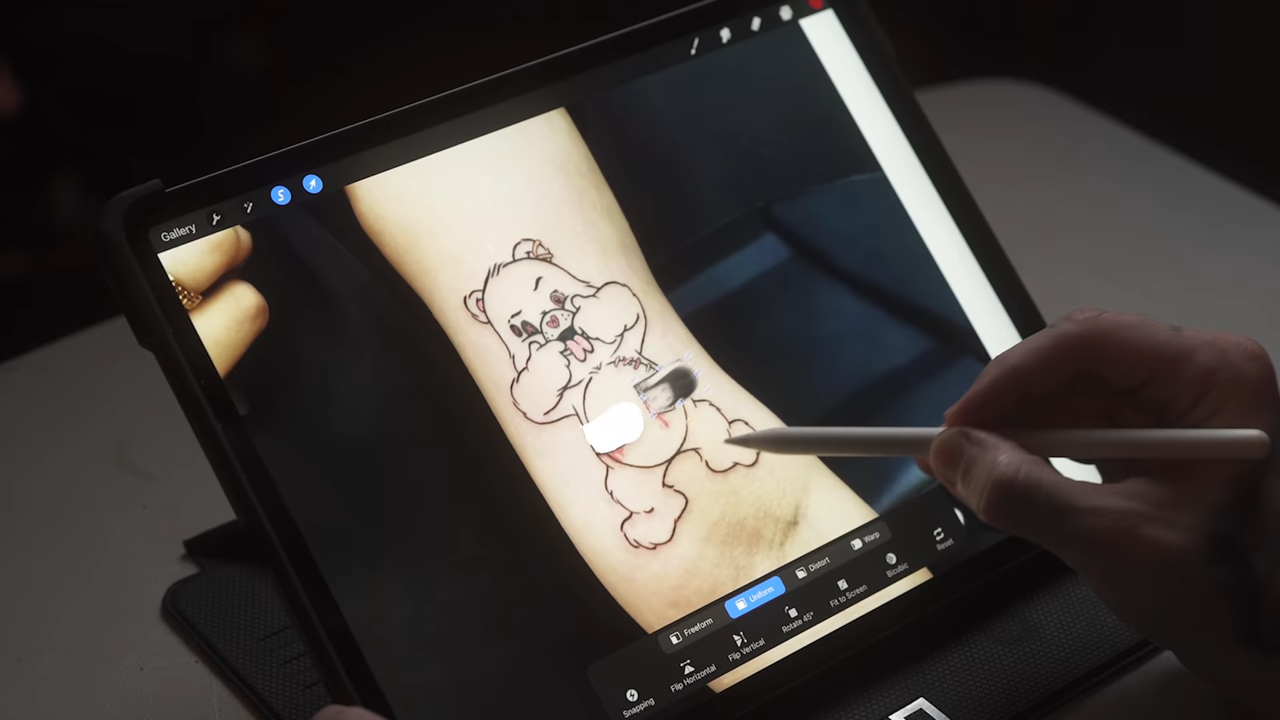 Gallery
Freeform
Uniform
Distort
Warp
Snapping
Flip Horizontal
Flip Vertical
Rotate 45°
Fit to Screen
Bicubic
Reset